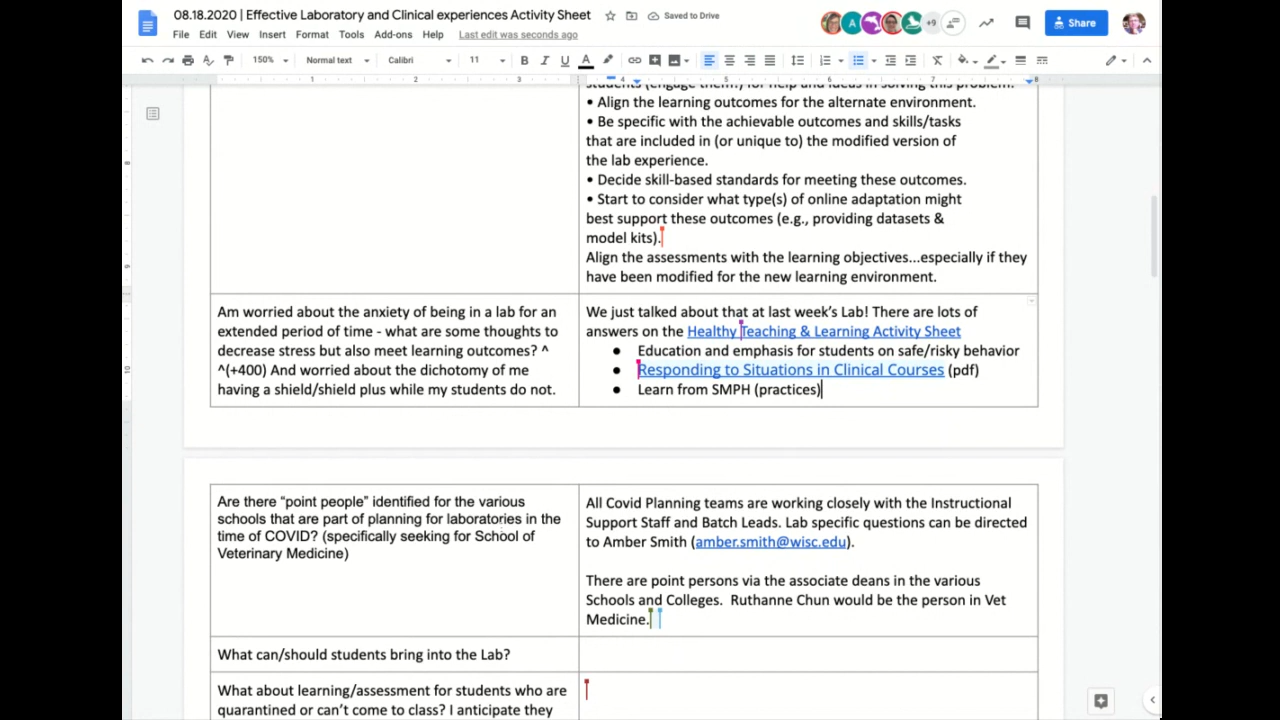 08.18.2020 | Effective Laboratory and Clinical experiences Activity Sheet
Saved to Drive
+9
Share
File Edit View Insert Format Tools Add-ons Help Last edit was seconds ago
150% Normal text Calibri 11 B I U A
1 2 3 4 5 6 7 8
students (engage them!) for help and ideas in solving this problem.
• Align the learning outcomes for the alternate environment.
• Be specific with the achievable outcomes and skills/tasks
that are included in (or unique to) the modified version of
the lab experience.
• Decide skill-based standards for meeting these outcomes.
• Start to consider what type(s) of online adaptation might
best support these outcomes (e.g., providing datasets &
model kits).
Align the assessments with the learning objectives...especially if they
have been modified for the new learning environment.
Am worried about the anxiety of being in a lab for an
extended period of time - what are some thoughts to
decrease stress but also meet learning outcomes? ^
^(+400) And worried about the dichotomy of me
having a shield/shield plus while my students do not.
We just talked about that at last week's Lab! There are lots of
answers on the Healthy Teaching & Learning Activity Sheet
● Education and emphasis for students on safe/risky behavior
● Responding to Situations in Clinical Courses (pdf)
● Learn from SMPH (practices)
Are there “point people” identified for the various
schools that are part of planning for laboratories in the
time of COVID? (specifically seeking for School of
Veterinary Medicine)
All Covid Planning teams are working closely with the Instructional
Support Staff and Batch Leads. Lab specific questions can be directed
to Amber Smith (amber.smith@wisc.edu).
There are point persons via the associate deans in the various
Schools and Colleges. Ruthanne Chun would be the person in Vet
Medicine.
What can/should students bring into the Lab?
What about learning/assessment for students who are
quarantined or can't come to class? I anticipate they